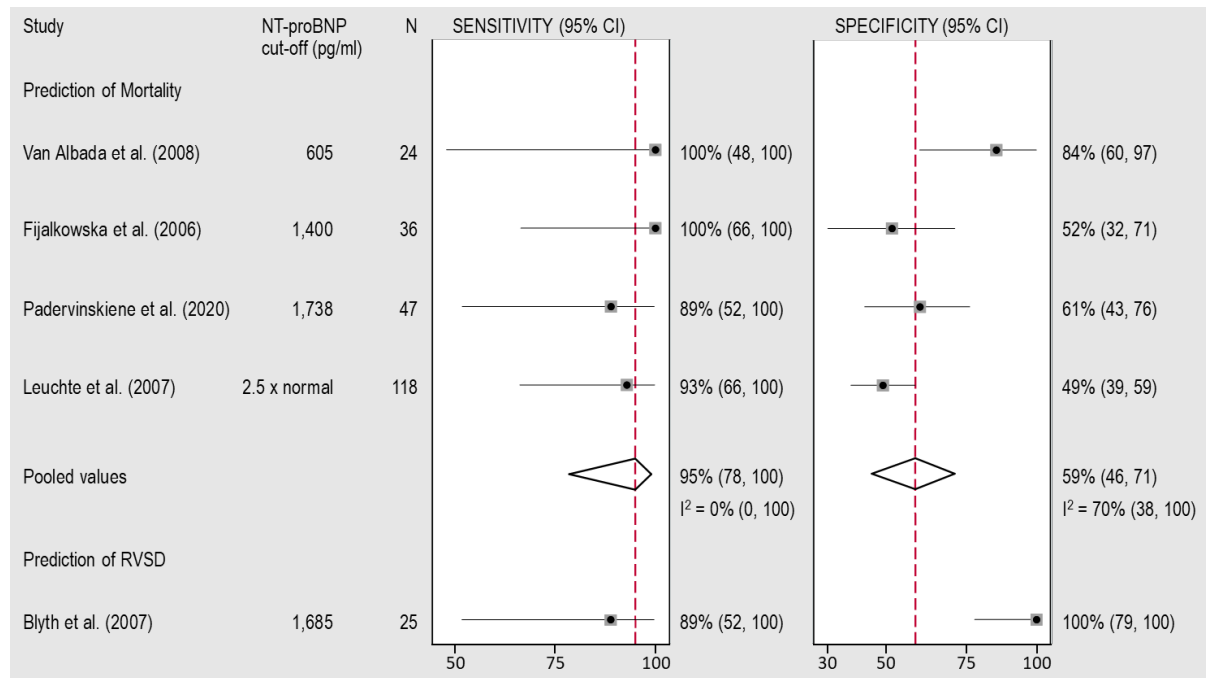 Study NT-proBNP cut-off (pg/ml) N SENSITIVITY (95% CI) SPECIFICITY (95% CI)
Prediction of Mortality
Van Albada et al. (2008) 605 24 100% (48, 100) 84% (60, 97)
Fijalkowska et al. (2006) 1,400 36 100% (66, 100) 52% (32, 71)
Padervinskiene et al. (2020) 1,738 47 89% (52, 100) 61% (43, 76)
Leuchte et al. (2007) 2.5 x normal 118 93% (66, 100) 49% (39, 59)
Pooled values 95% (78, 100) 59% (46, 71)
I² = 0% (0, 100) I² = 70% (38, 100)
Prediction of RVSD
Blyth et al. (2007) 1,685 25 89% (52, 100) 100% (79, 100)
50 75 100 30 50 75 100